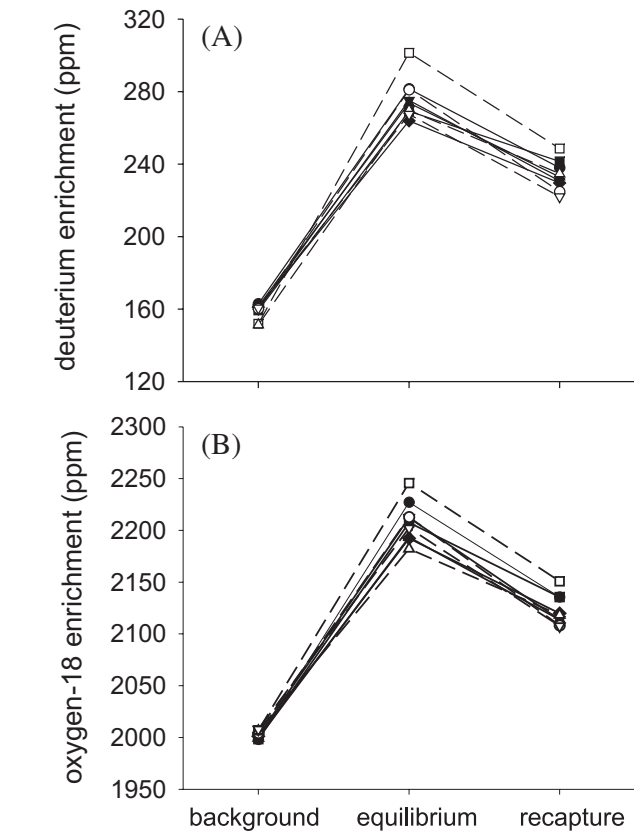 (A)
deuterium enrichment (ppm)
320
280
240
200
160
120
(B)
oxygen-18 enrichment (ppm)
2300
2250
2200
2150
2100
2050
2000
1950
background equilibrium recapture